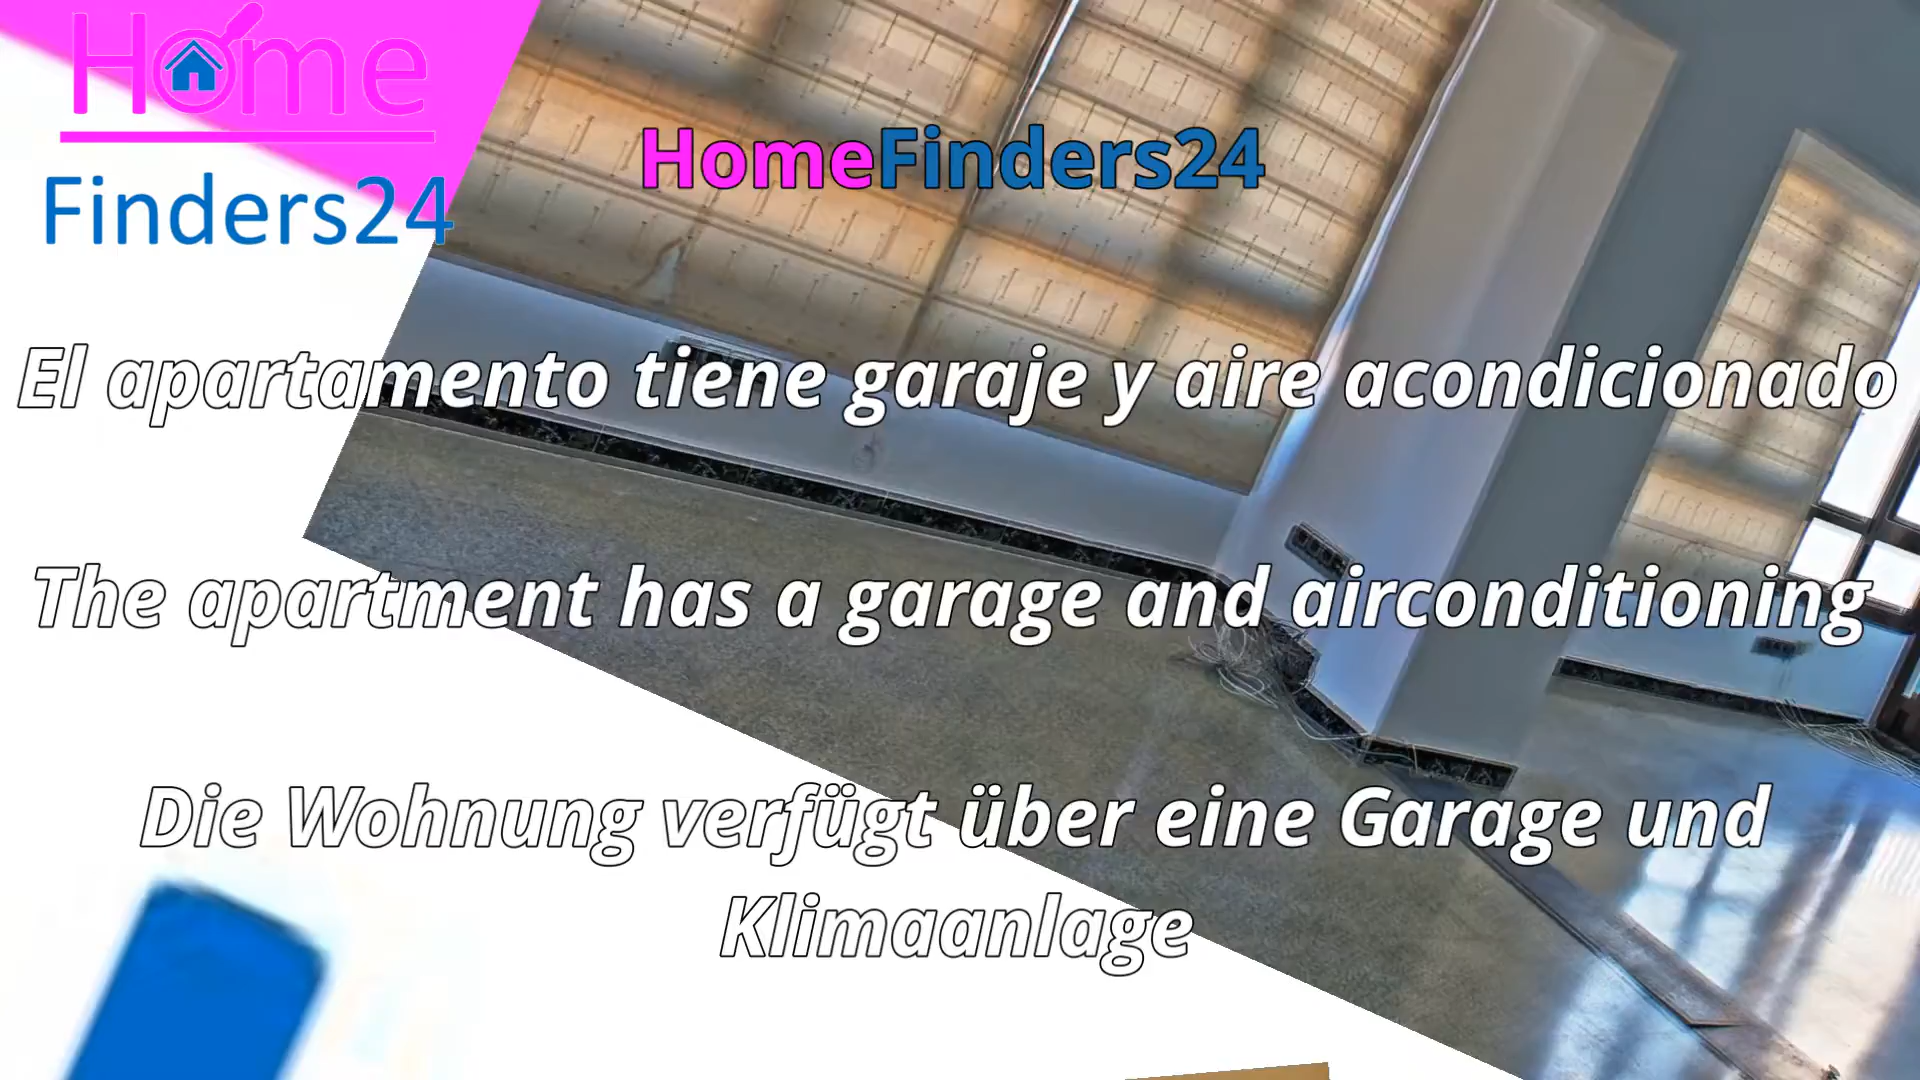 Home
Finders24
HomeFinders24
El apartamento tiene garaje y aire acondicionado
The apartment has a garage and airconditioning
Die Wohnung verfügt über eine Garage und
Klimaanlage